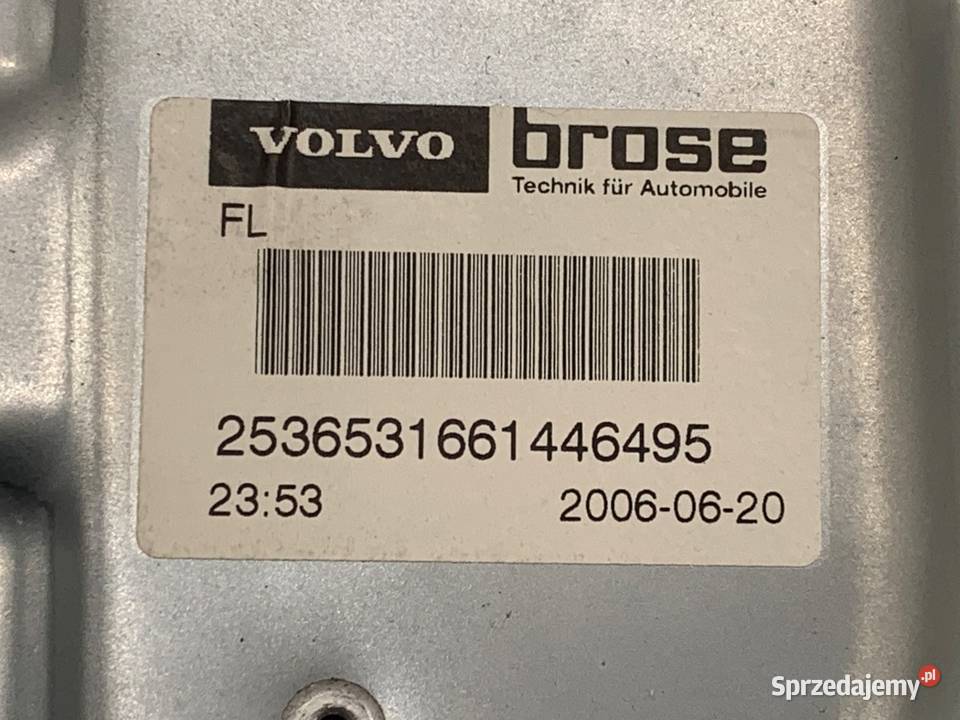 VOLVO brose
Technik für Automobile
FL
2536531661446495
23:53 2006-06-20
Sprzedajemy.pl